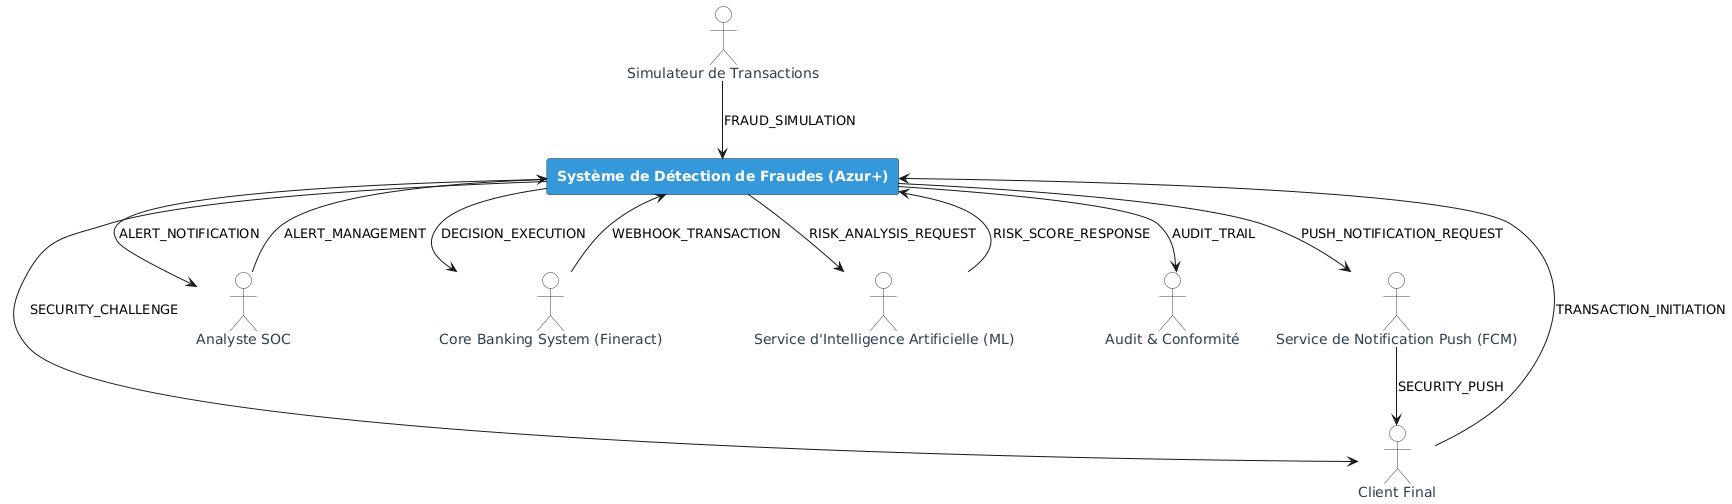 Simulateur de Transactions
FRAUD_SIMULATION
Système de Détection de Fraudes (Azur+)
ALERT_NOTIFICATION
ALERT_MANAGEMENT
DECISION_EXECUTION
WEBHOOK_TRANSACTION
RISK_ANALYSIS_REQUEST
RISK_SCORE_RESPONSE
AUDIT_TRAIL
PUSH_NOTIFICATION_REQUEST
SECURITY_CHALLENGE
TRANSACTION_INITIATION
Analyste SOC
Core Banking System (Fineract)
Service d'Intelligence Artificielle (ML)
Audit & Conformité
Service de Notification Push (FCM)
SECURITY_PUSH
Client Final